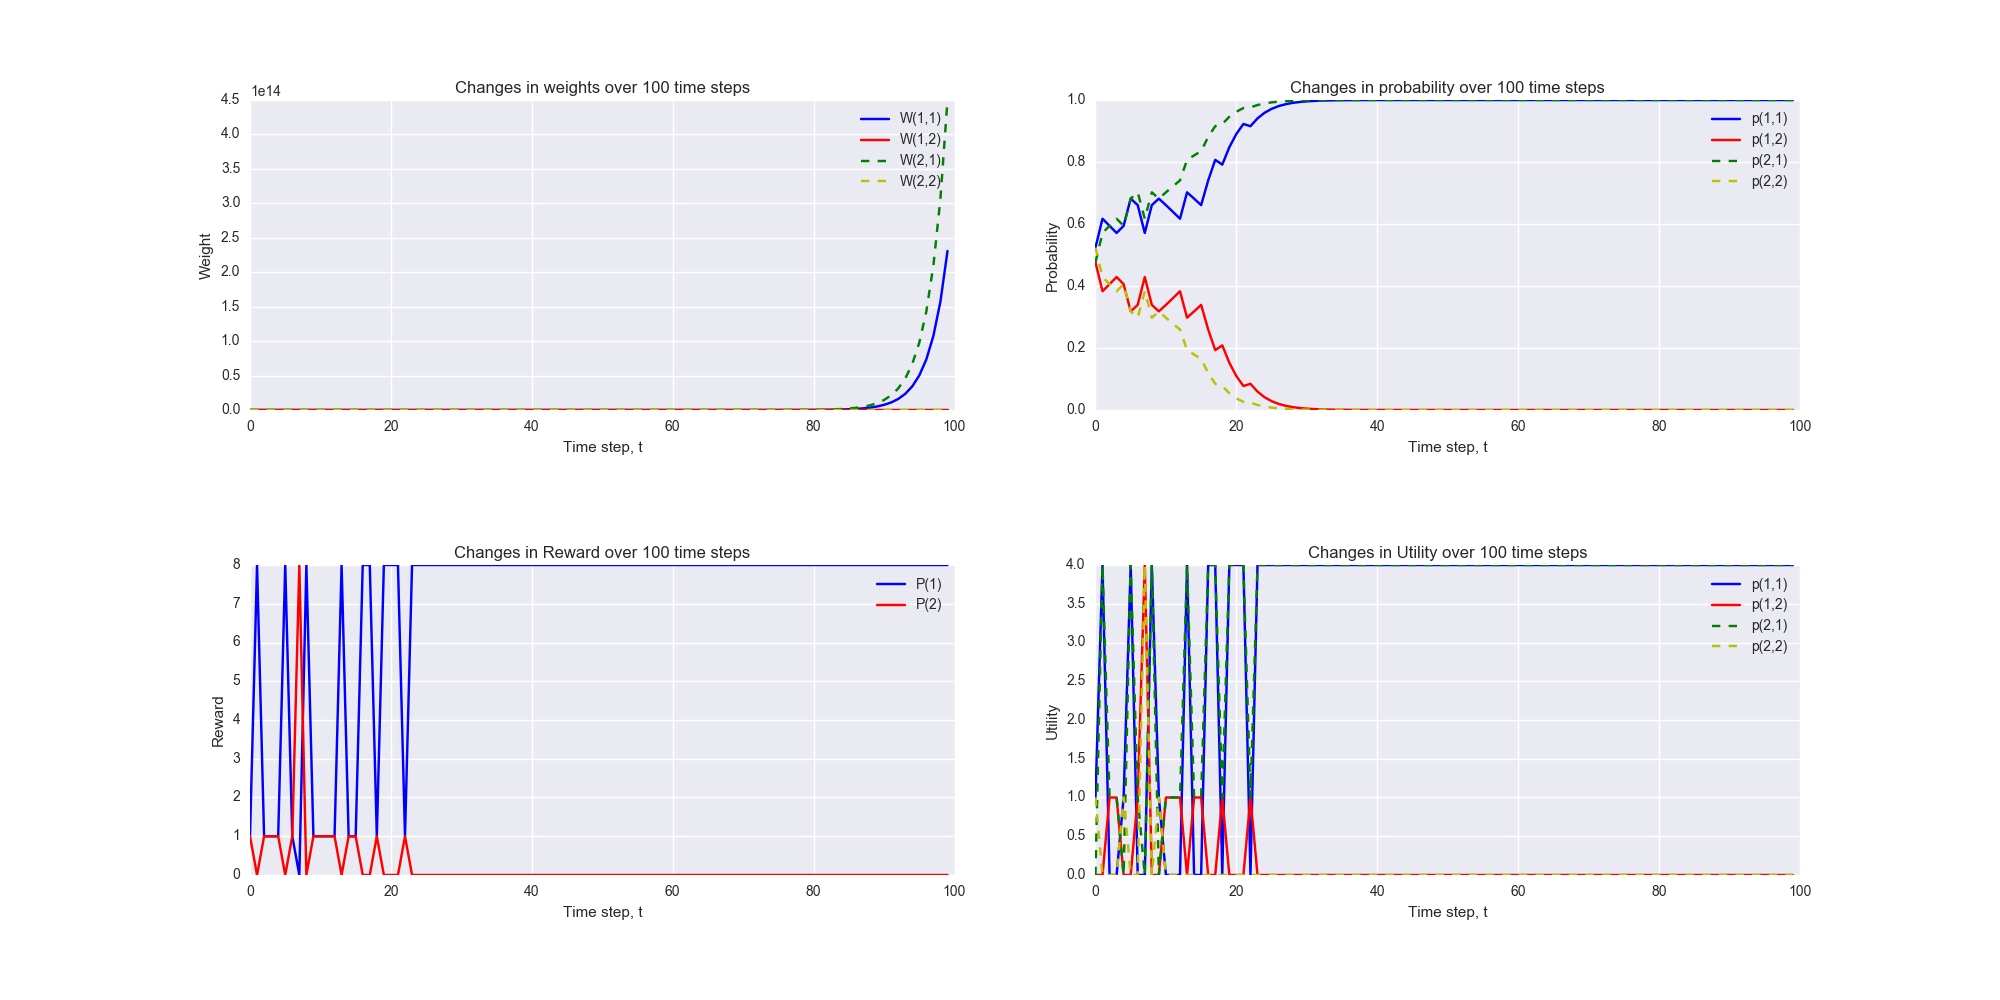 Changes in weights over 100 time steps
1e14
4.5
4.0
3.5
3.0
2.5
2.0
1.5
1.0
0.5
0.0
Weight
W(1,1)
W(1,2)
W(2,1)
W(2,2)
0 20 40 60 80 100
Time step, t
Changes in probability over 100 time steps
1.0
0.8
0.6
0.4
0.2
0.0
Probability
p(1,1)
p(1,2)
p(2,1)
p(2,2)
0 20 40 60 80 100
Time step, t
Changes in Reward over 100 time steps
8
7
6
5
4
3
2
1
0
Reward
P(1)
P(2)
0 20 40 60 80 100
Time step, t
Changes in Utility over 100 time steps
4.0
3.5
3.0
2.5
2.0
1.5
1.0
0.5
0.0
Utility
p(1,1)
p(1,2)
p(2,1)
p(2,2)
0 20 40 60 80 100
Time step, t